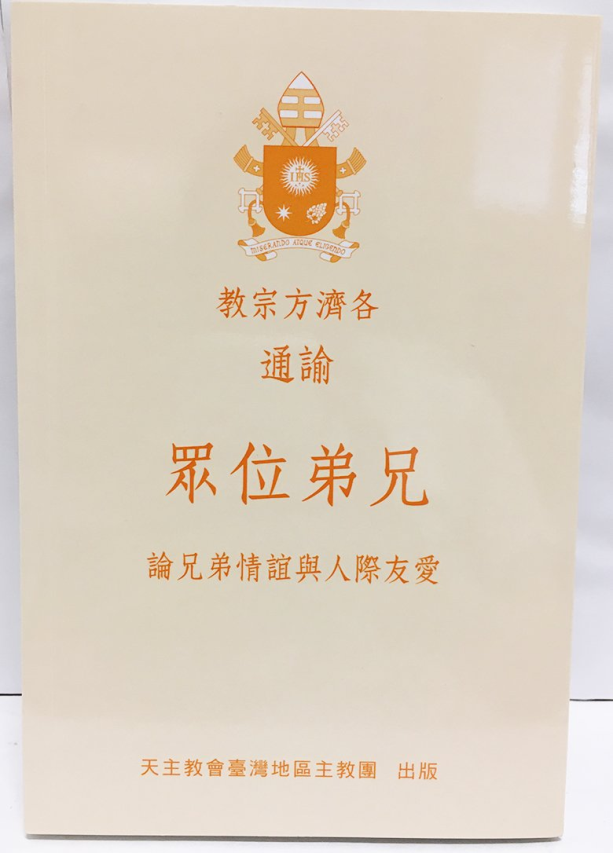 IHS
MISERANDO ATQUE ELIGENDO
教宗方濟各
通諭
眾位弟兄
論兄弟情誼與人際友愛
天主教會臺灣地區主教團 出版